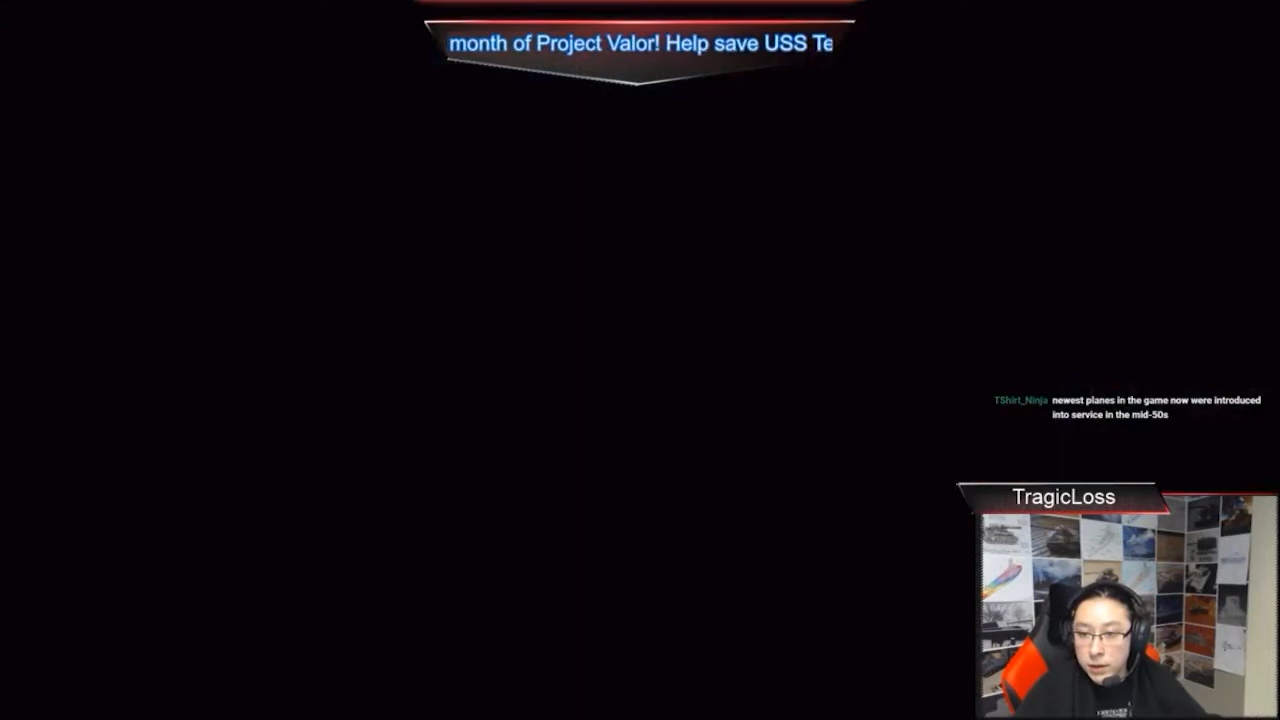 month of Project Valor! Help save USS Te
TShirt_Ninja newest planes in the game now were introduced
into service in the mid-50s
TragicLoss